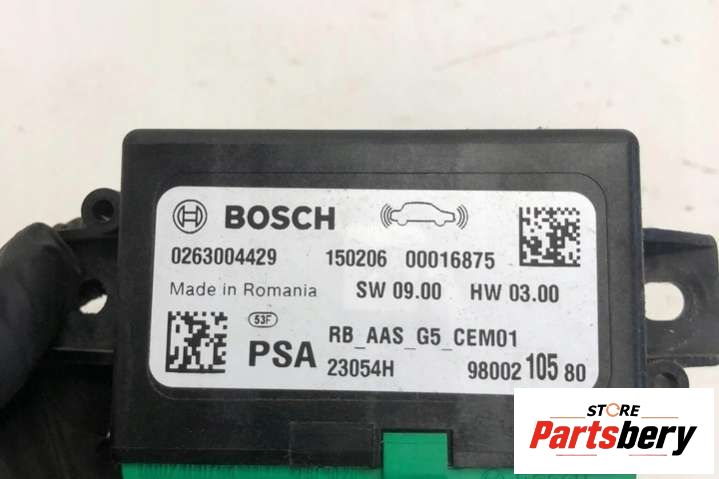 BOSCH
0263004429 150206 00016875
Made in Romania SW 09.00 HW 03.00
53F
RB_AAS_G5_CEM01
PSA 23054H 98002 105 80
STORE
Partsbery